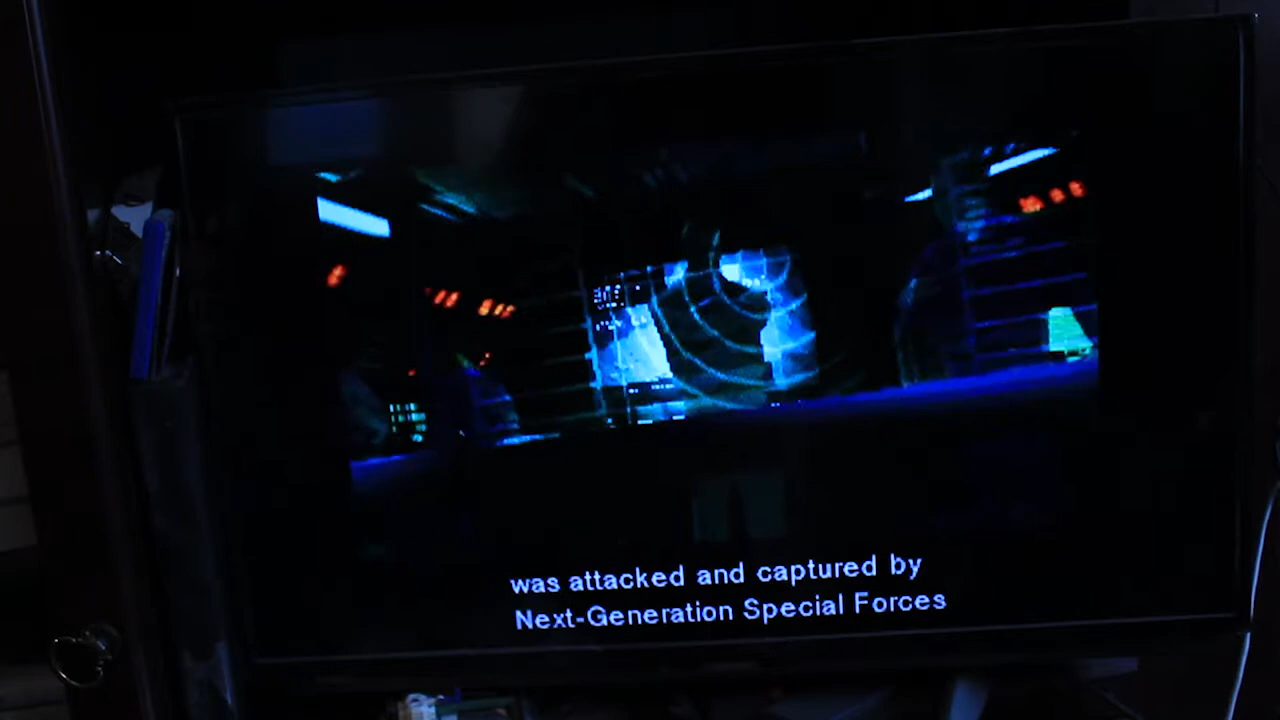 was attacked and captured by
Next-Generation Special Forces